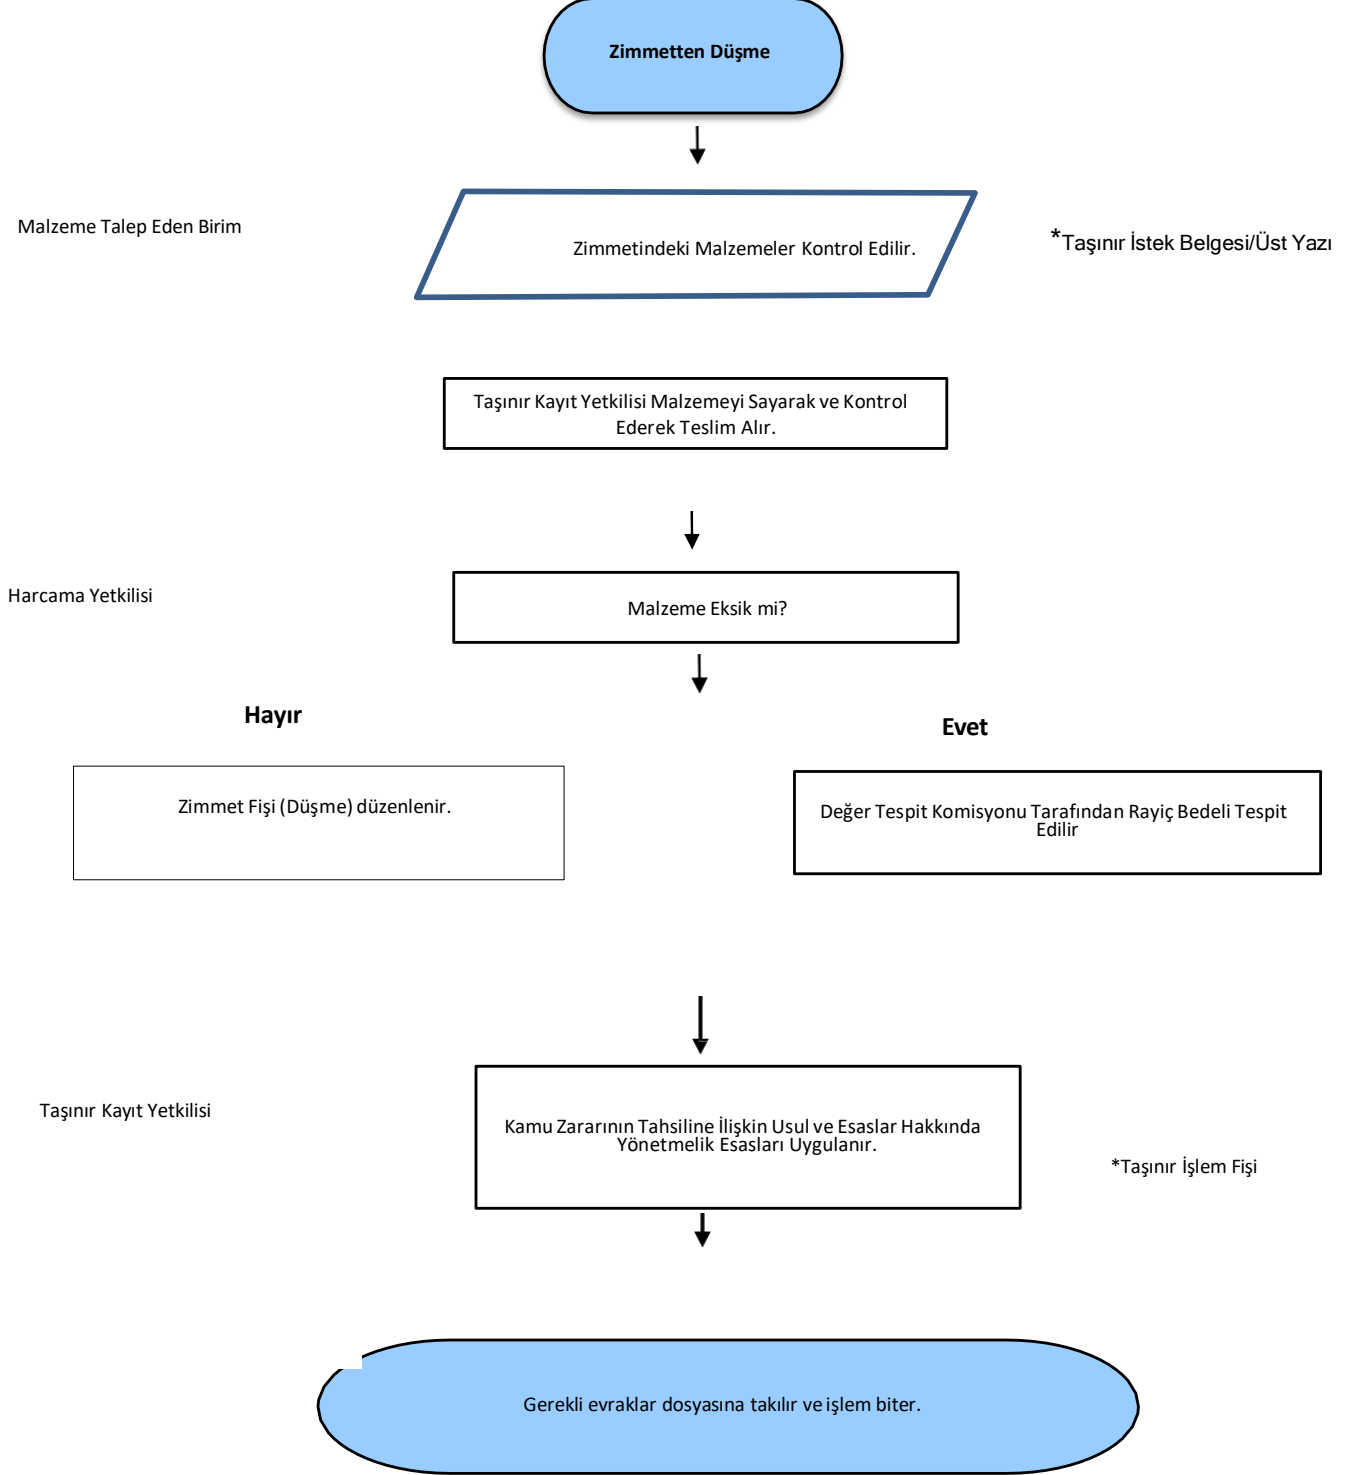 Zimmetten Düşme
Malzeme Talep Eden Birim
Zimmetindeki Malzemeler Kontrol Edilir.
*Taşınır İstek Belgesi/Üst Yazı
Taşınır Kayıt Yetkilisi Malzemeyi Sayarak ve Kontrol
Ederek Teslim Alır.
Harcama Yetkilisi
Malzeme Eksik mi?
Hayır
Evet
Zimmet Fişi (Düşme) düzenlenir.
Değer Tespit Komisyonu Tarafından Rayiç Bedeli Tespit
Edilir
Taşınır Kayıt Yetkilisi
Kamu Zararının Tahsiline İlişkin Usul ve Esaslar Hakkında
Yönetmelik Esasları Uygulanır.
*Taşınır İşlem Fişi
Gerekli evraklar dosyasına takılır ve işlem biter.